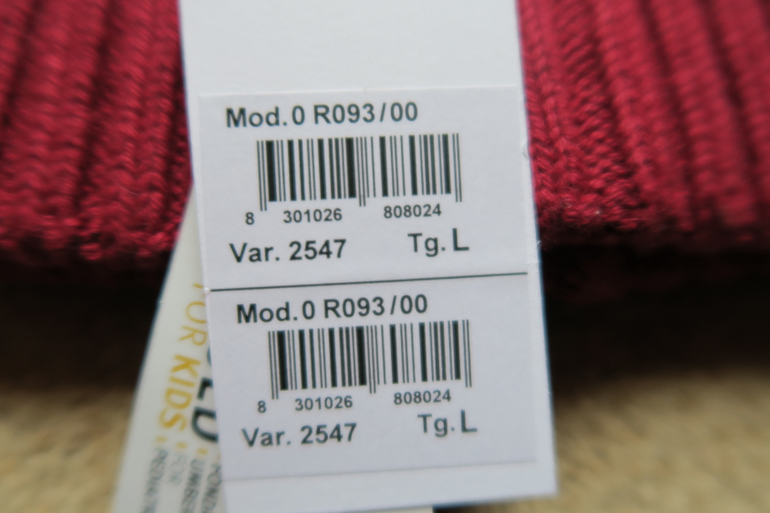 Mod.0 R093/00
8 301026 808024
Var. 2547 Tg. L
Mod.0 R093/00
8 301026 808024
Var. 2547 Tg. L
FOR KIDS